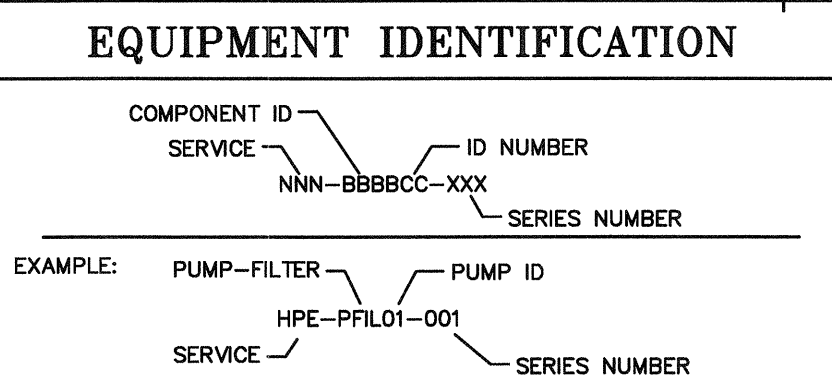 EQUIPMENT IDENTIFICATION
COMPONENT ID
SERVICE
ID NUMBER
NNN-BBBBCC-XXX
SERIES NUMBER
EXAMPLE:
PUMP-FILTER
PUMP ID
HPE-PFIL01-001
SERVICE
SERIES NUMBER